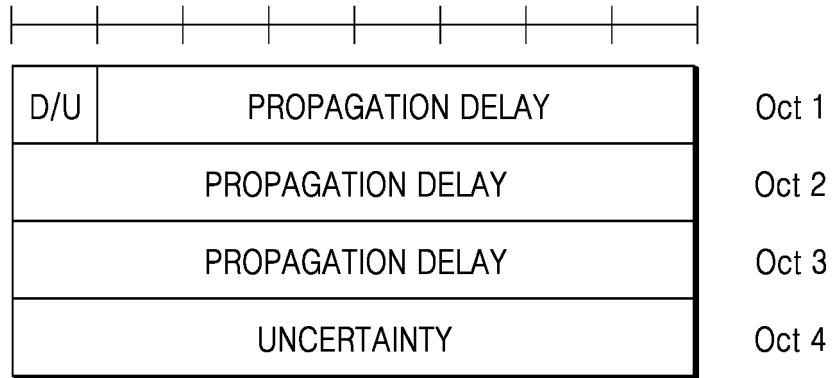 D/U PROPAGATION DELAY Oct 1
PROPAGATION DELAY Oct 2
PROPAGATION DELAY Oct 3
UNCERTAINTY Oct 4